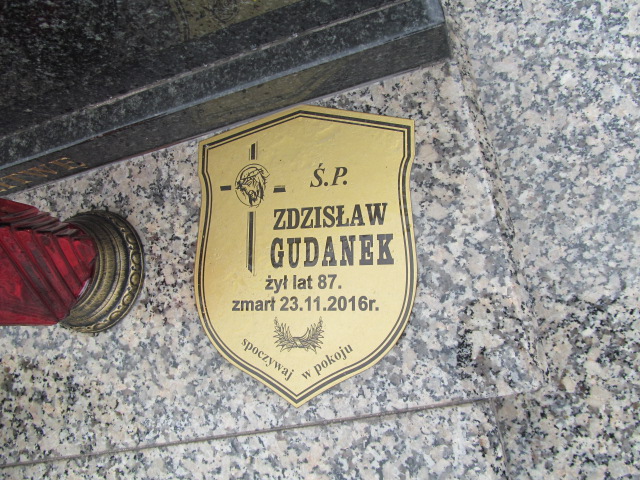 Ś.P.
ZDZISŁAW
GUDANEK
żył lat 87.
zmarł 23.11.2016r.
spoczywaj w pokoju